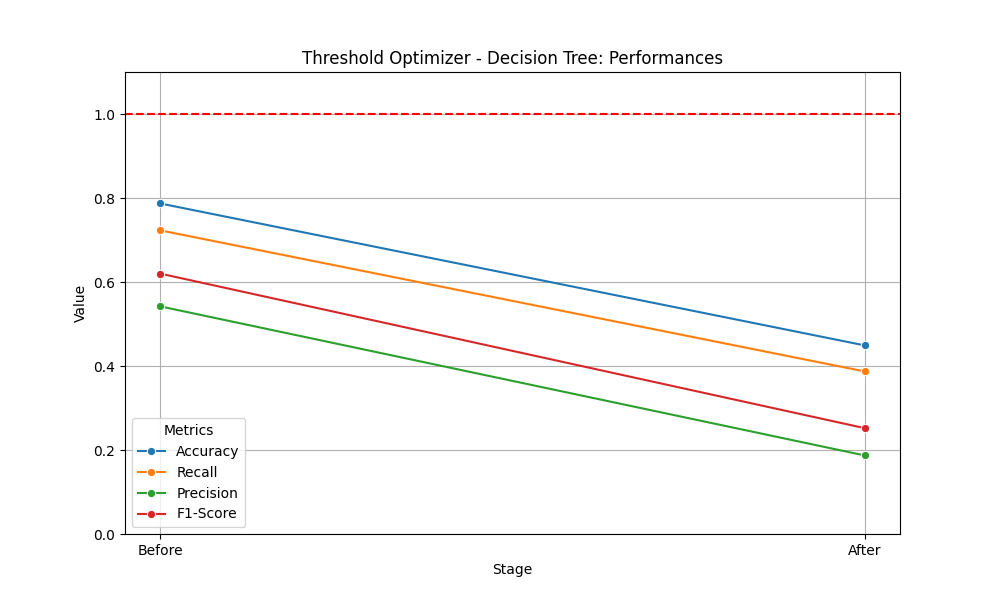 Threshold Optimizer - Decision Tree: Performances
1.0
0.8
0.6
0.4
0.2
0.0
Value
Metrics
Accuracy
Recall
Precision
F1-Score
Before
After
Stage